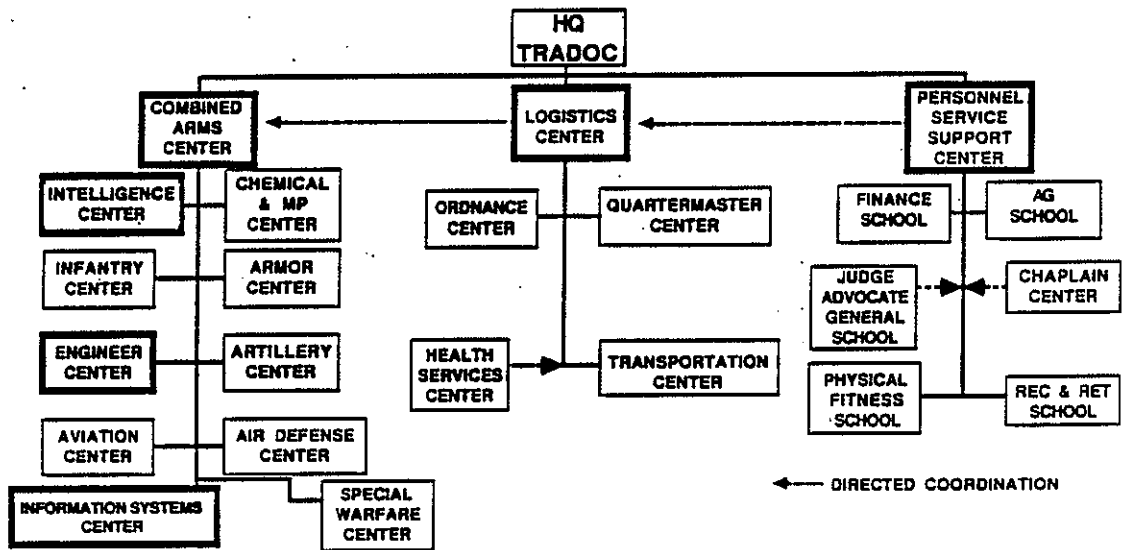 HQ
TRADOC
COMBINED
ARMS
CENTER
LOGISTICS
CENTER
PERSONNEL
SERVICE
SUPPORT
CENTER
INTELLIGENCE
CENTER
CHEMICAL
& MP
CENTER
INFANTRY
CENTER
ARMOR
CENTER
ENGINEER
CENTER
ARTILLERY
CENTER
AVIATION
CENTER
AIR DEFENSE
CENTER
INFORMATION SYSTEMS
CENTER
SPECIAL
WARFARE
CENTER
ORDNANCE
CENTER
QUARTERMASTER
CENTER
HEALTH
SERVICES
CENTER
TRANSPORTATION
CENTER
FINANCE
SCHOOL
AG
SCHOOL
JUDGE
ADVOCATE
GENERAL
SCHOOL
CHAPLAIN
CENTER
PHYSICAL
FITNESS
SCHOOL
REC & RET
SCHOOL
DIRECTED COORDINATION